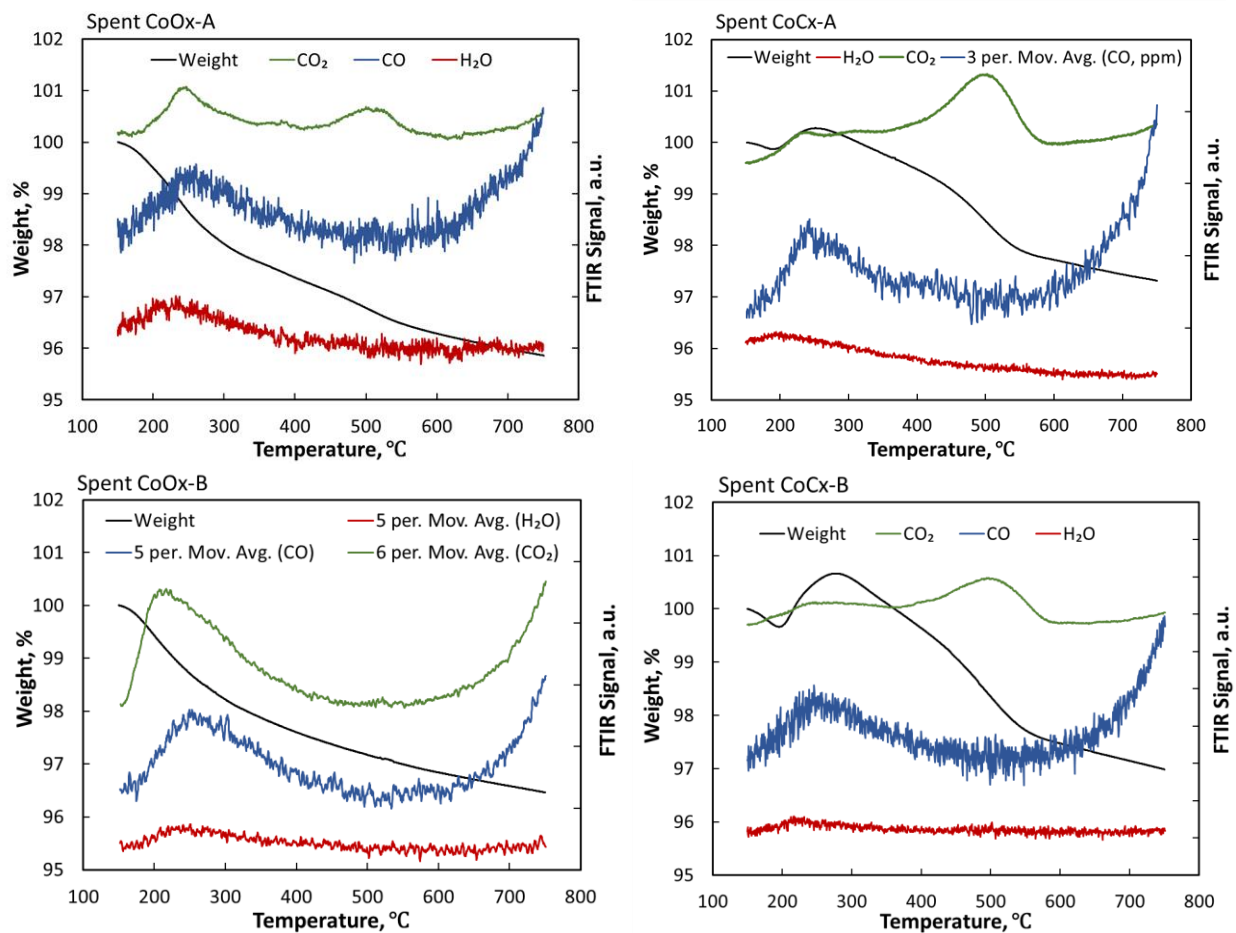 Spent CoOx-A
Weight CO₂ CO H₂O
102
101
100
99
98
97
96
95
Weight, %
FTIR Signal, a.u.
100 200 300 400 500 600 700 800
Temperature, ℃
Spent CoCx-A
Weight H₂O CO₂ 3 per. Mov. Avg. (CO, ppm)
102
101
100
99
98
97
96
95
Weight, %
FTIR Signal, a.u.
100 200 300 400 500 600 700 800
Temperature, ℃
Spent CoOx-B
Weight 5 per. Mov. Avg. (H₂O)
5 per. Mov. Avg. (CO) 6 per. Mov. Avg. (CO₂)
102
101
100
99
98
97
96
95
Weight, %
FTIR Signal, a.u.
100 200 300 400 500 600 700 800
Temperature, ℃
Spent CoCx-B
Weight CO₂ CO H₂O
102
101
100
99
98
97
96
95
Weight, %
FTIR Signal, a.u.
100 200 300 400 500 600 700 800
Temperature, ℃